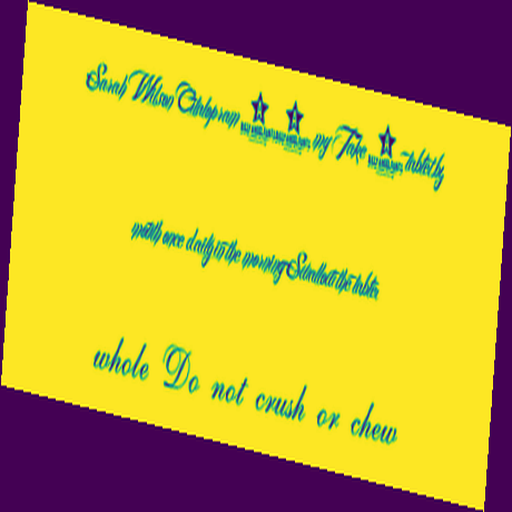 Sarah Wilson Citalopram mg Take tablet by
mouth once daily in the morning Swallow the tablet
whole Do not crush or chew